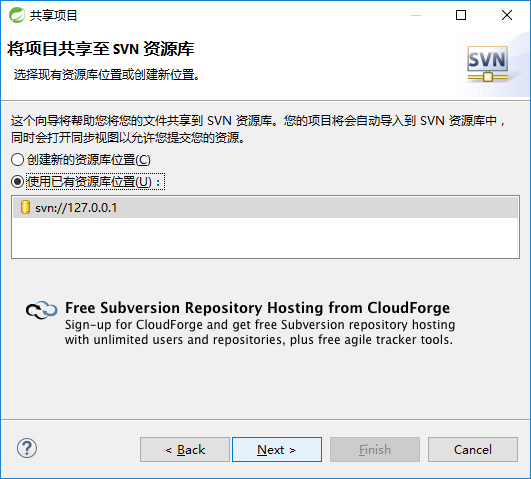 共享项目
将项目共享至 SVN 资源库
选择现有资源库位置或创建新位置。
SVN
这个向导将帮助您将您的文件共享到 SVN 资源库。您的项目将会自动导入到 SVN 资源库中，
同时会打开同步视图以允许您提交您的资源。
创建新的资源库位置(C)
使用已有资源库位置(U)：
svn://127.0.0.1
Free Subversion Repository Hosting from CloudForge
Sign-up for CloudForge and get free Subversion repository hosting
with unlimited users and repositories, plus free agile tracker tools.
? < Back Next > Finish Cancel